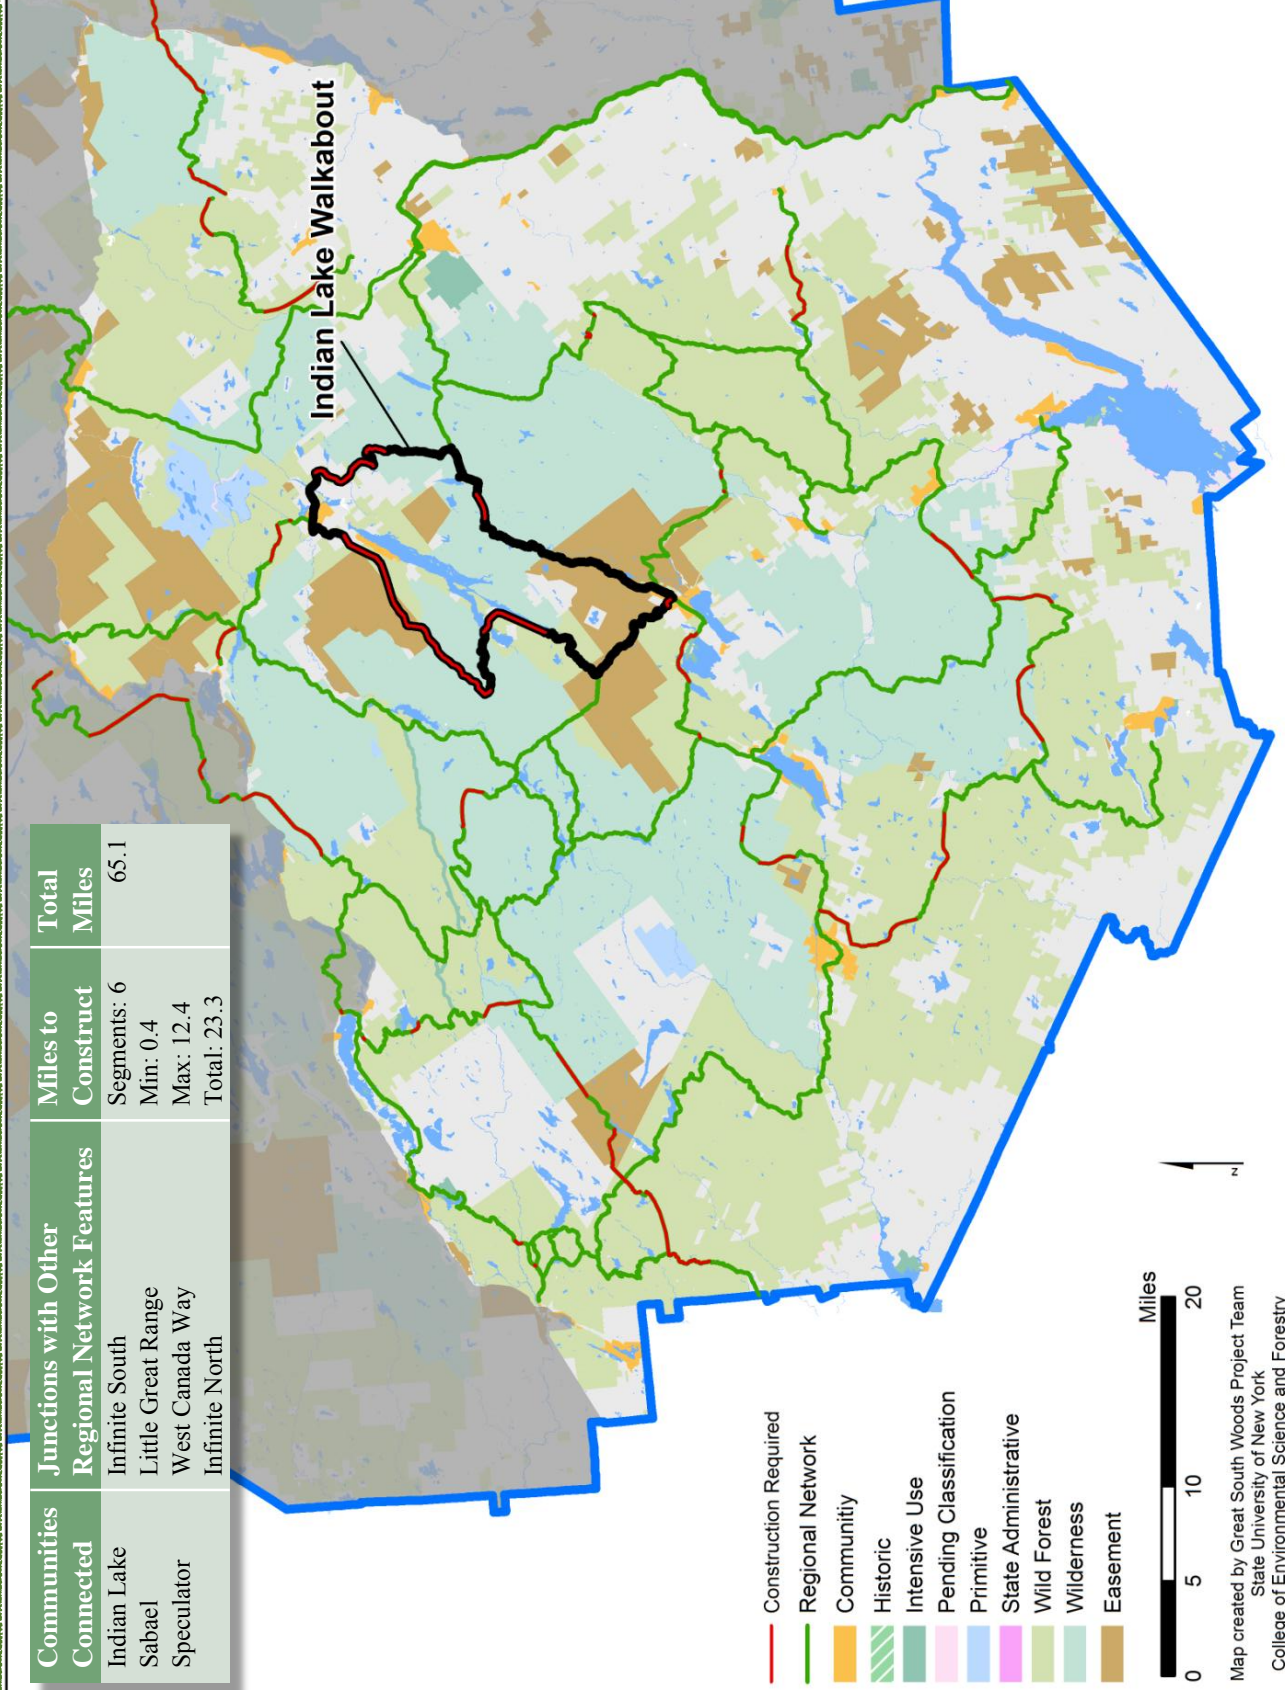 Communities Connected
Junctions with Other Regional Network Features
Miles to Construct
Total Miles
Indian Lake
Sabael
Speculator
Infinite South
Little Great Range
West Canada Way
Infinite North
Segments: 6
Min: 0.4
Max: 12.4
Total: 23.3
65.1
Indian Lake Walkabout
Construction Required
Regional Network
Communitiy
Historic
Intensive Use
Pending Classification
Primitive
State Administrative
Wild Forest
Wilderness
Easement
Miles
0 5 10 20
N
Map created by Great South Woods Project Team
State University of New York
College of Environmental Science and Forestry